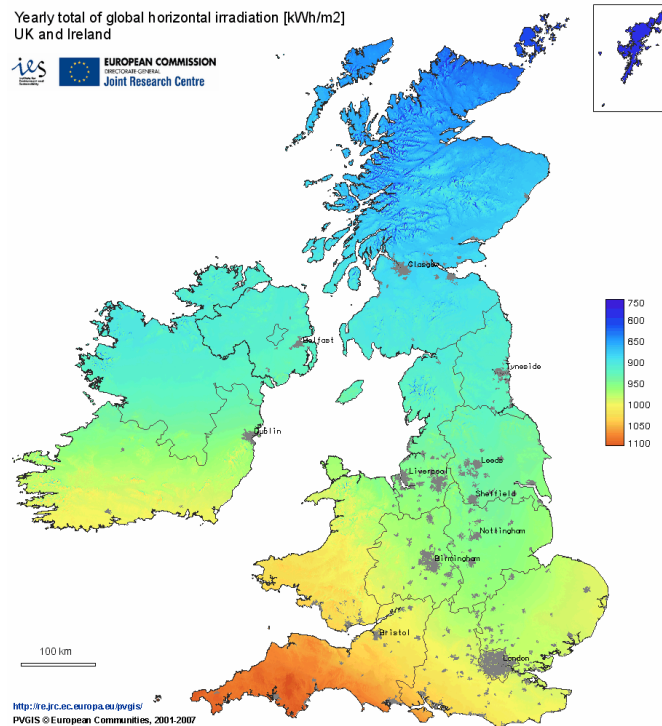 Yearly total of global horizontal irradiation [kWh/m2]
UK and Ireland
ies
EUROPEAN COMMISSION
DIRECTORATE-GENERAL
Joint Research Centre
Glasgow
Belfast
Tyneside
Dublin
Leeds
Liverpool
Sheffield
Nottingham
Birmingham
Bristol
London
750
600
850
900
950
1000
1050
1100
100 km
http://re.jrc.ec.europa.eu/pvgis/
PVGIS © European Communities, 2001-2007